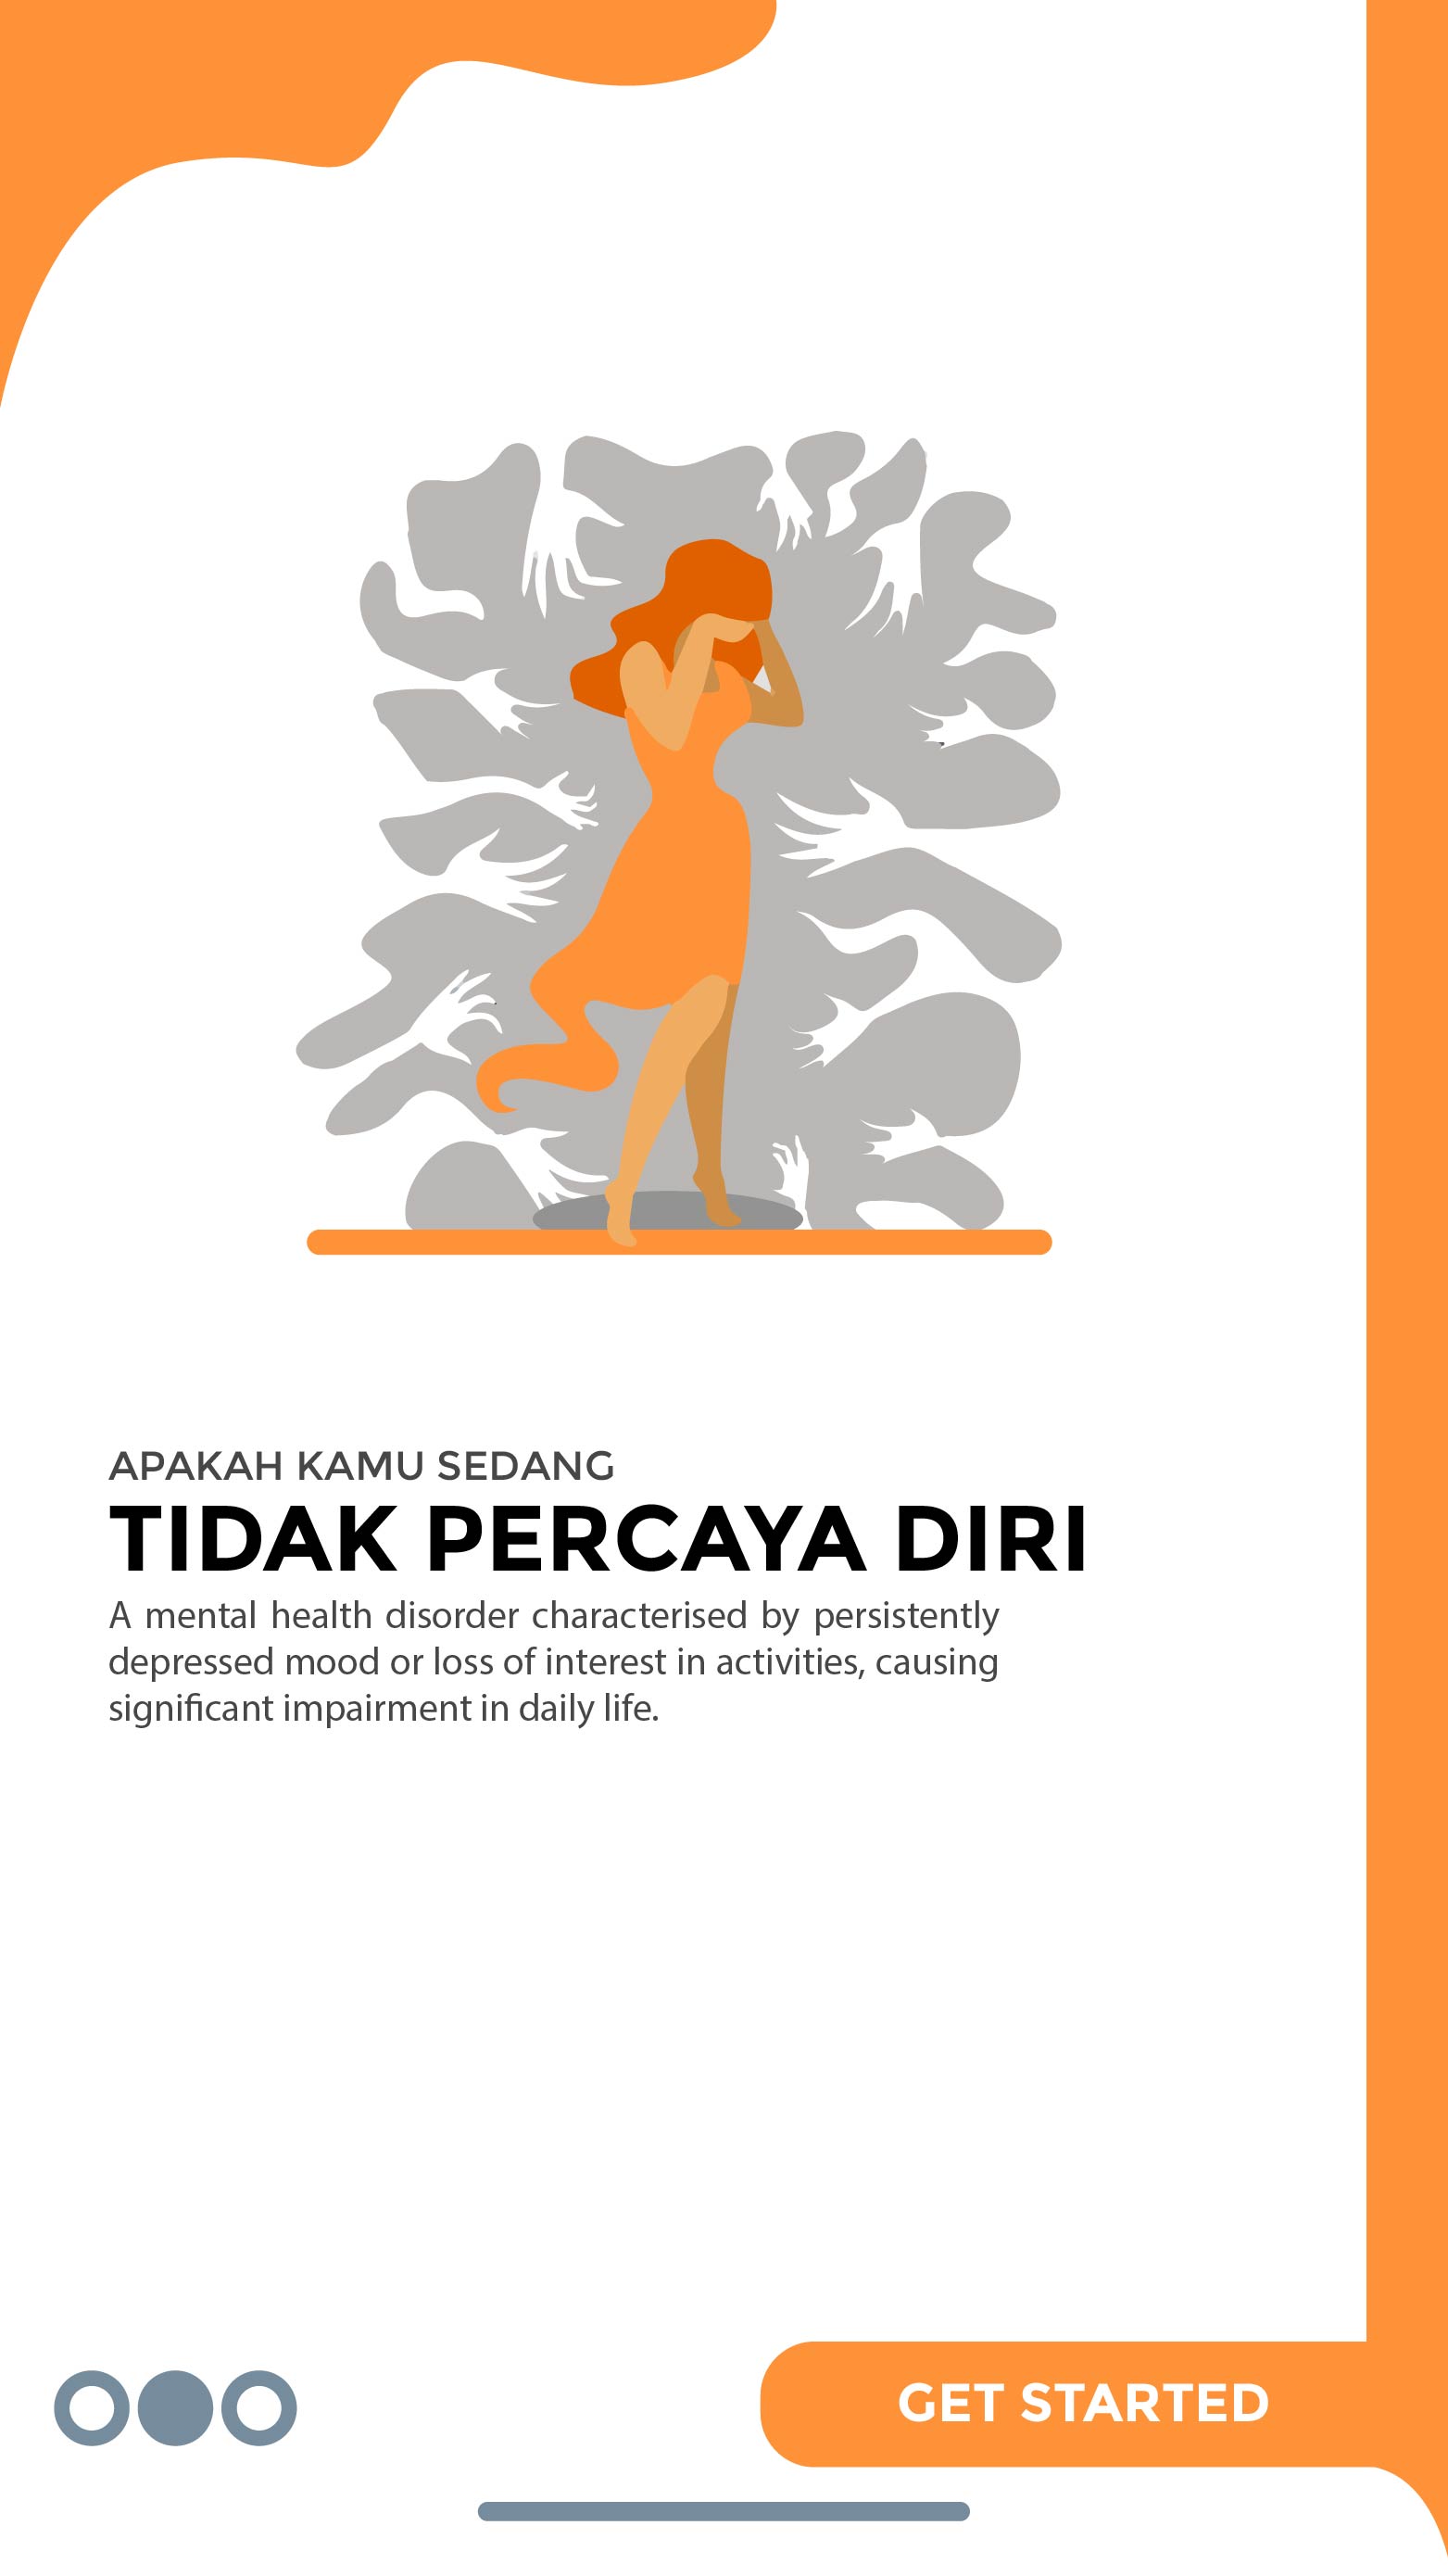 APAKAH KAMU SEDANG
TIDAK PERCAYA DIRI
A mental health disorder characterised by persistently
depressed mood or loss of interest in activities, causing
significant impairment in daily life.
GET STARTED